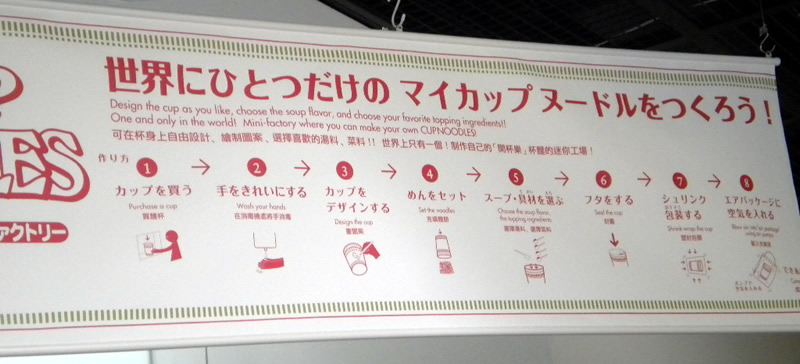 世界にひとつだけの マイカップヌードルをつくろう!
Design the cup as you like, choose the soup flavor, and choose your favorite topping ingredients!!
One and only in the world! Mini-factory where you can make your own CUPNOODLES!
可在杯身上自由設計、繪制圖案、選擇喜歡的湯料、菜料!! 世界上只有一個!制作自己的「開杯樂」杯麵的迷你工場!
LES
ァクトリー
作り方
1
カップを買う
Purchase a cup
買麵杯
2
手をきれいにする
Wash your hands
在消毒機處將手消毒
3
カップを
デザインする
Design the cup
畫圖案
4
めんをセット
Set the noodles
充填麵餅
5
スープ・具材を選ぶ
Choose the soup flavor,
the topping ingredients
選擇湯料、選擇菜料
6
フタをする
Seal the cup
封蓋
7
シュリンク
包装する
Shrink wrap the cup
塑封包膜
8
エアパッケージに
空気を入れる